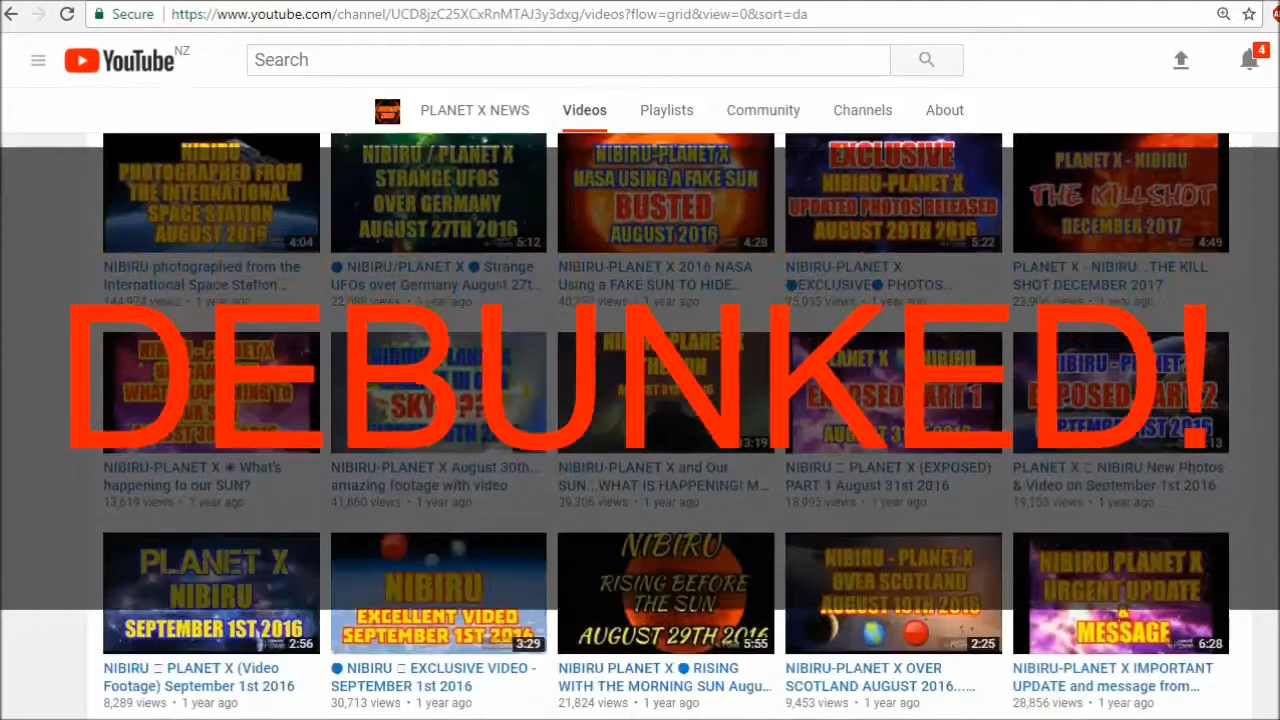 Secure https://www.youtube.com/channel/UCD8jzC25XCxRnMTAJ3y3dxg/videos?flow=grid&view=0&sort=da
YouTube NZ
Search
4
PLANET X NEWS Videos Playlists Community Channels About
NIBIRU
PHOTOGRAPHED FROM
THE INTERNATIONAL
SPACE STATION
AUGUST 2016
4:04
NIBIRU / PLANET X
STRANGE UFOS
OVER GERMANY
AUGUST 27TH 2016
5:12
NIBIRU-PLANET X
NASA USING A FAKE SUN
BUSTED
AUGUST 2016
4:28
EXCLUSIVE
NIBIRU-PLANET X
UPDATED PHOTOS RELEASED
AUGUST 29TH 2016
5:22
PLANET X - NIBIRU
THE KILLSHOT
DECEMBER 2017
4:49
NIBIRU photographed from the
International Space Station...
1 year ago
NIBIRU/PLANET X Strange
UFOs over Germany August 27t...
1 year ago
NIBIRU-PLANET X 2016 NASA
Using a FAKE SUN TO HIDE...
1 year ago
NIBIRU-PLANET X
EXCLUSIVE PHOTOS...
1 year ago
PLANET X - NIBIRU...THE KILL
SHOT DECEMBER 2017
1 year ago
DEBUNKED!
EXPOSED PART 1
EXPOSED PART 2
13:19
NIBIRU-PLANET X ☀ What's
happening to our SUN?
13,619 views · 1 year ago
NIBIRU-PLANET X August 30th...
amazing footage with video
41,650 views · 1 year ago
NIBIRU-PLANET X and Our
SUN...WHAT IS HAPPENING! M...
39,306 views · 1 year ago
NIBIRU PLANET X (EXPOSED)
PART 1 August 31st 2016
18,993 views · 1 year ago
PLANET X NIBIRU New Photos
& Video on September 1st 2016
19,158 views · 1 year ago
PLANET X
NIBIRU
SEPTEMBER 1ST 2016
2:56
NIBIRU
EXCELLENT VIDEO
SEPTEMBER 1ST 2016
3:29
NIBIRU
RISING BEFORE
THE SUN
AUGUST 29TH 2016
5:55
NIBIRU - PLANET X
OVER SCOTLAND
AUGUST 10TH 2016
2:25
NIBIRU PLANET X
URGENT UPDATE
&
MESSAGE
6:28
NIBIRU PLANET X (Video
Footage) September 1st 2016
8,289 views · 1 year ago
NIBIRU EXCLUSIVE VIDEO -
SEPTEMBER 1st 2016
30,713 views · 1 year ago
NIBIRU PLANET X RISING
WITH THE MORNING SUN Augu...
21,824 views · 1 year ago
NIBIRU-PLANET X OVER
SCOTLAND AUGUST 2016......
9,453 views · 1 year ago
NIBIRU-PLANET X IMPORTANT
UPDATE and message from...
28,856 views · 1 year ago